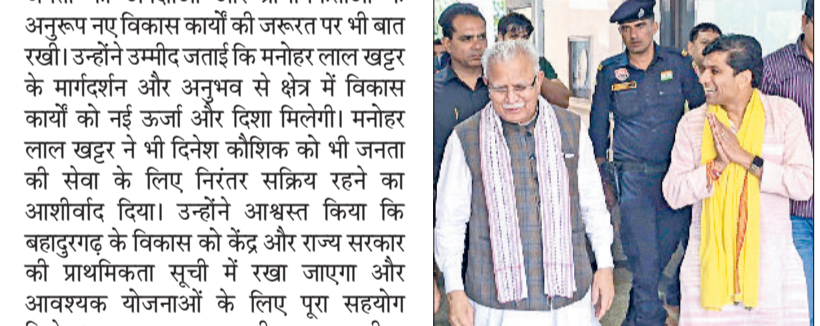 अनुरूप नए विकास कार्यों की जरूरत पर भी बात
रखी। उन्होंने उम्मीद जताई कि मनोहर लाल खट्टर
के मार्गदर्शन और अनुभव से क्षेत्र में विकास
कार्यों को नई ऊर्जा और दिशा मिलेगी। मनोहर
लाल खट्टर ने भी दिनेश कौशिक को भी जनता
की सेवा के लिए निरंतर सक्रिय रहने का
आशीर्वाद दिया। उन्होंने आश्वस्त किया कि
बहादुरगढ़ के विकास को केंद्र और राज्य सरकार
की प्राथमिकता सूची में रखा जाएगा और
आवश्यक योजनाओं के लिए पूरा सहयोग